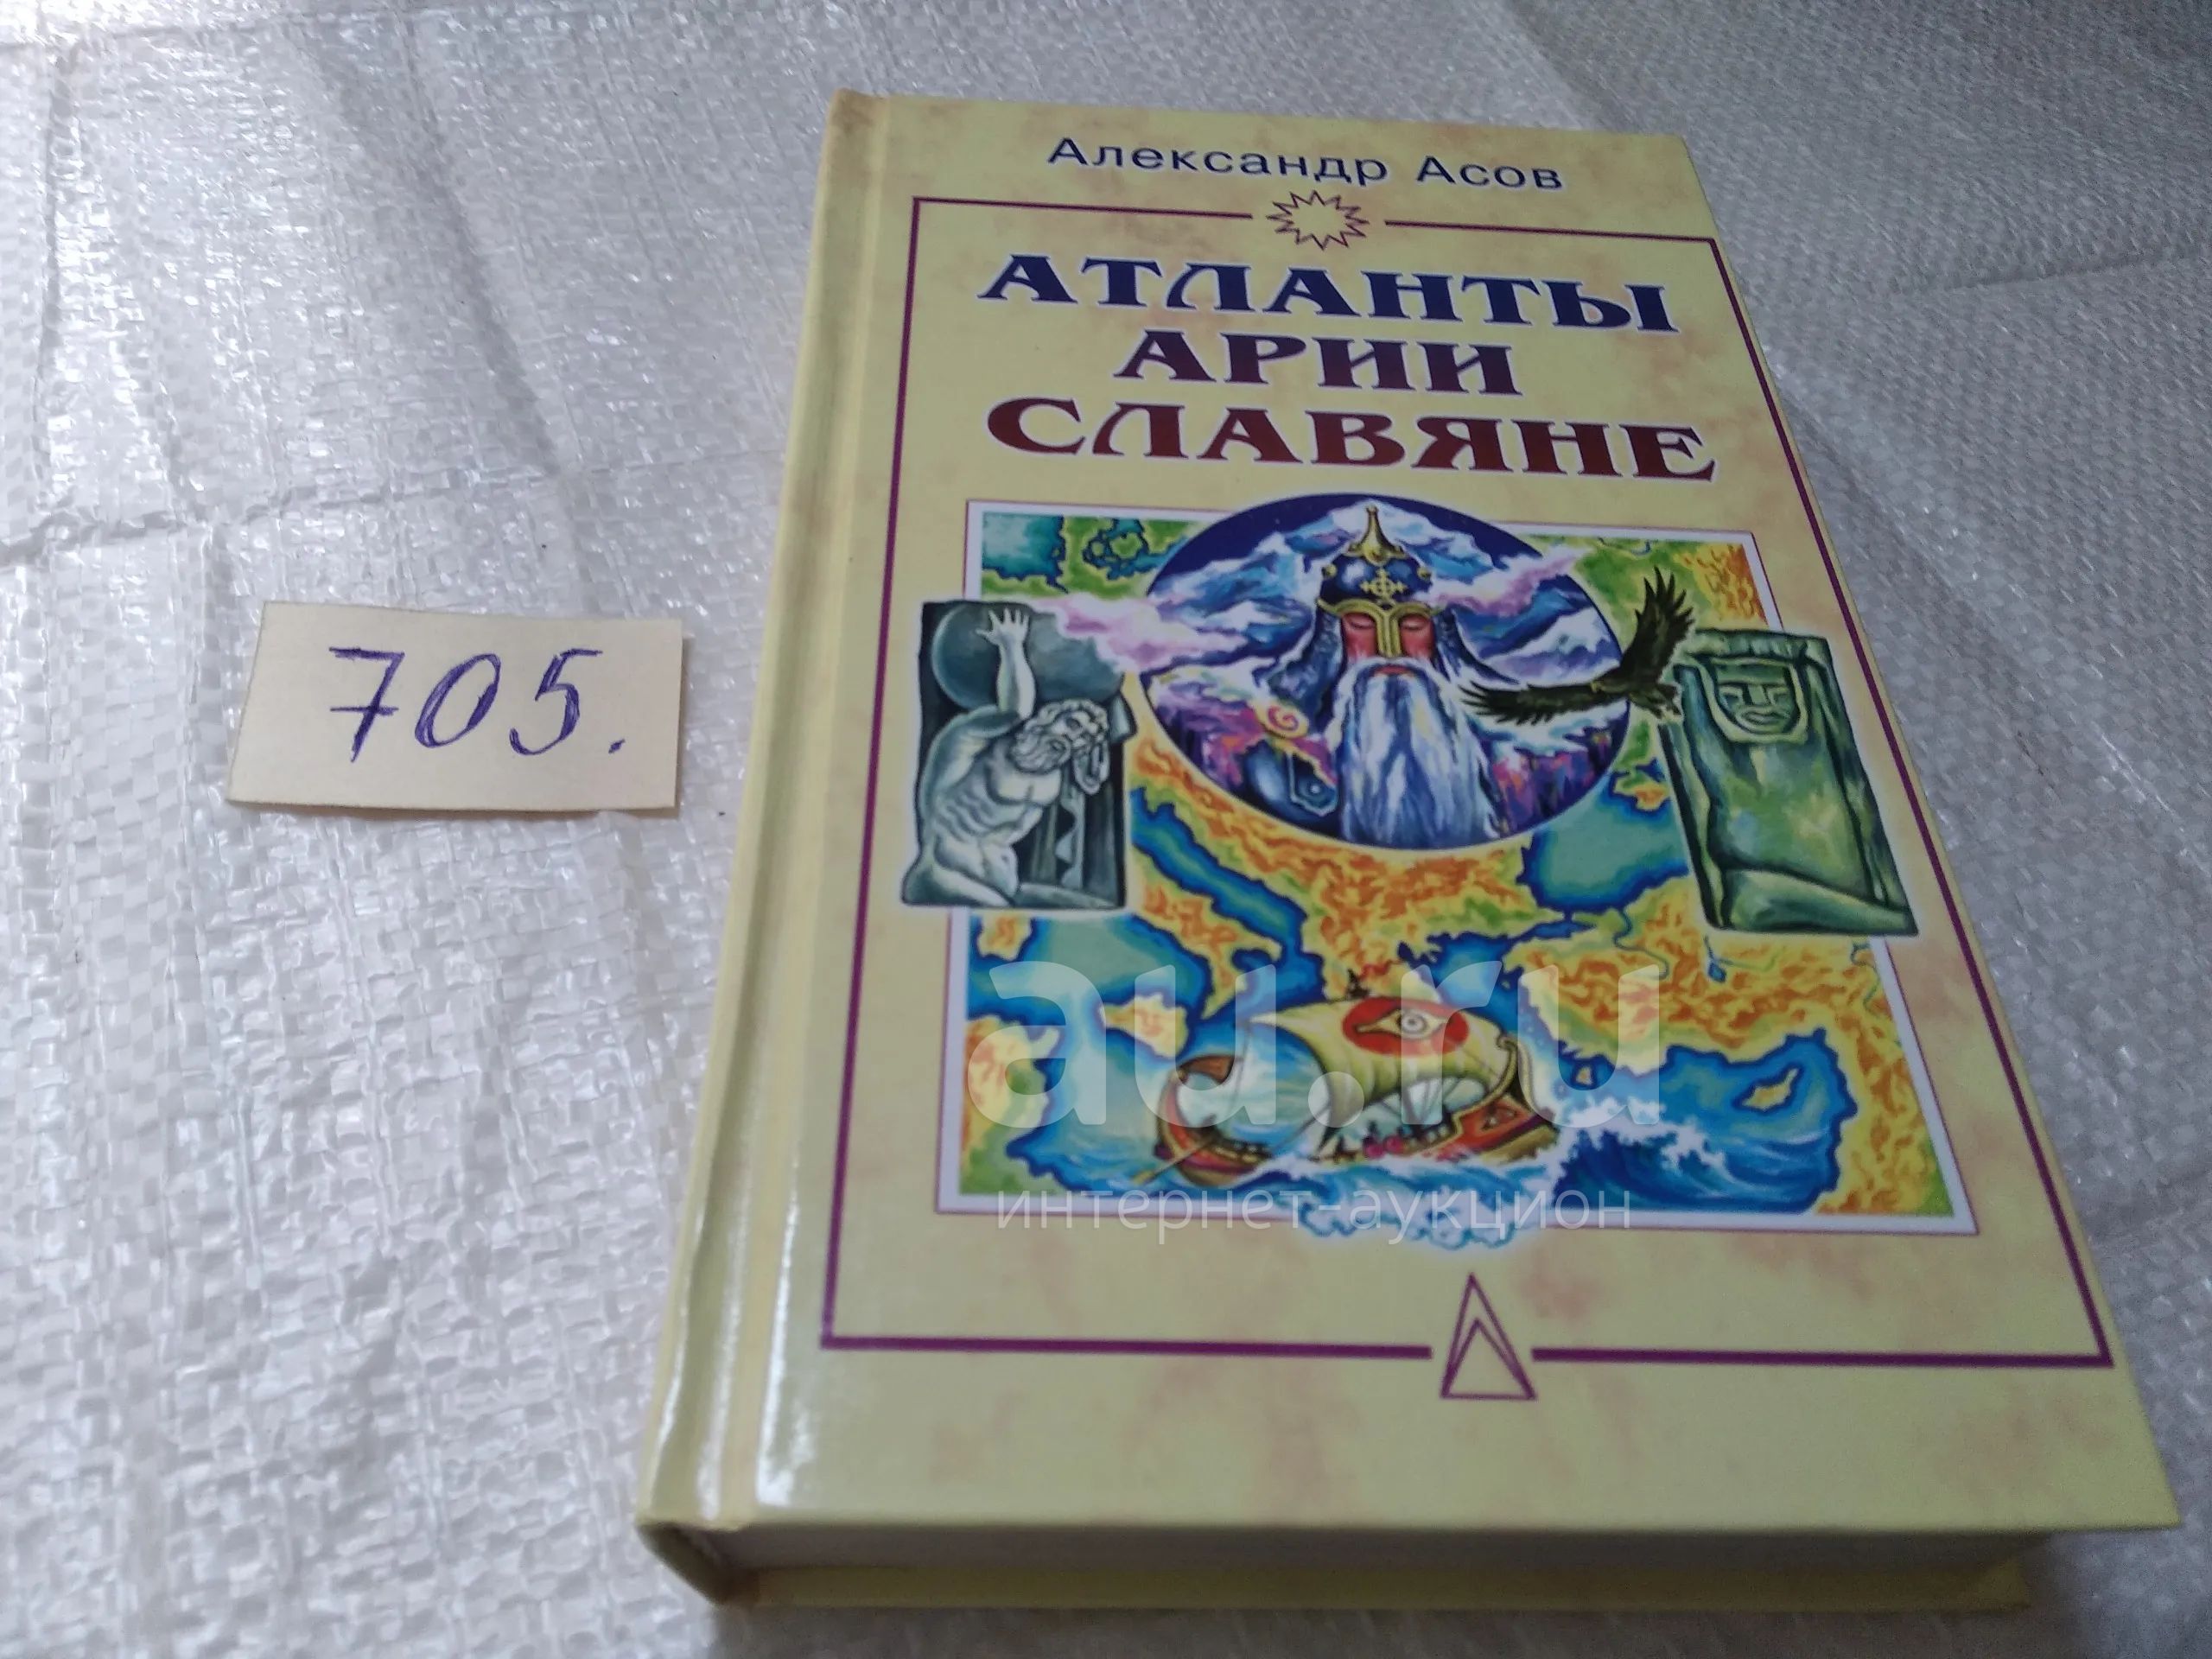 Александр Асов
АТЛАНТЫ
АРИИ
СЛАВЯНЕ
705.
au.ru
интернет-аукцион